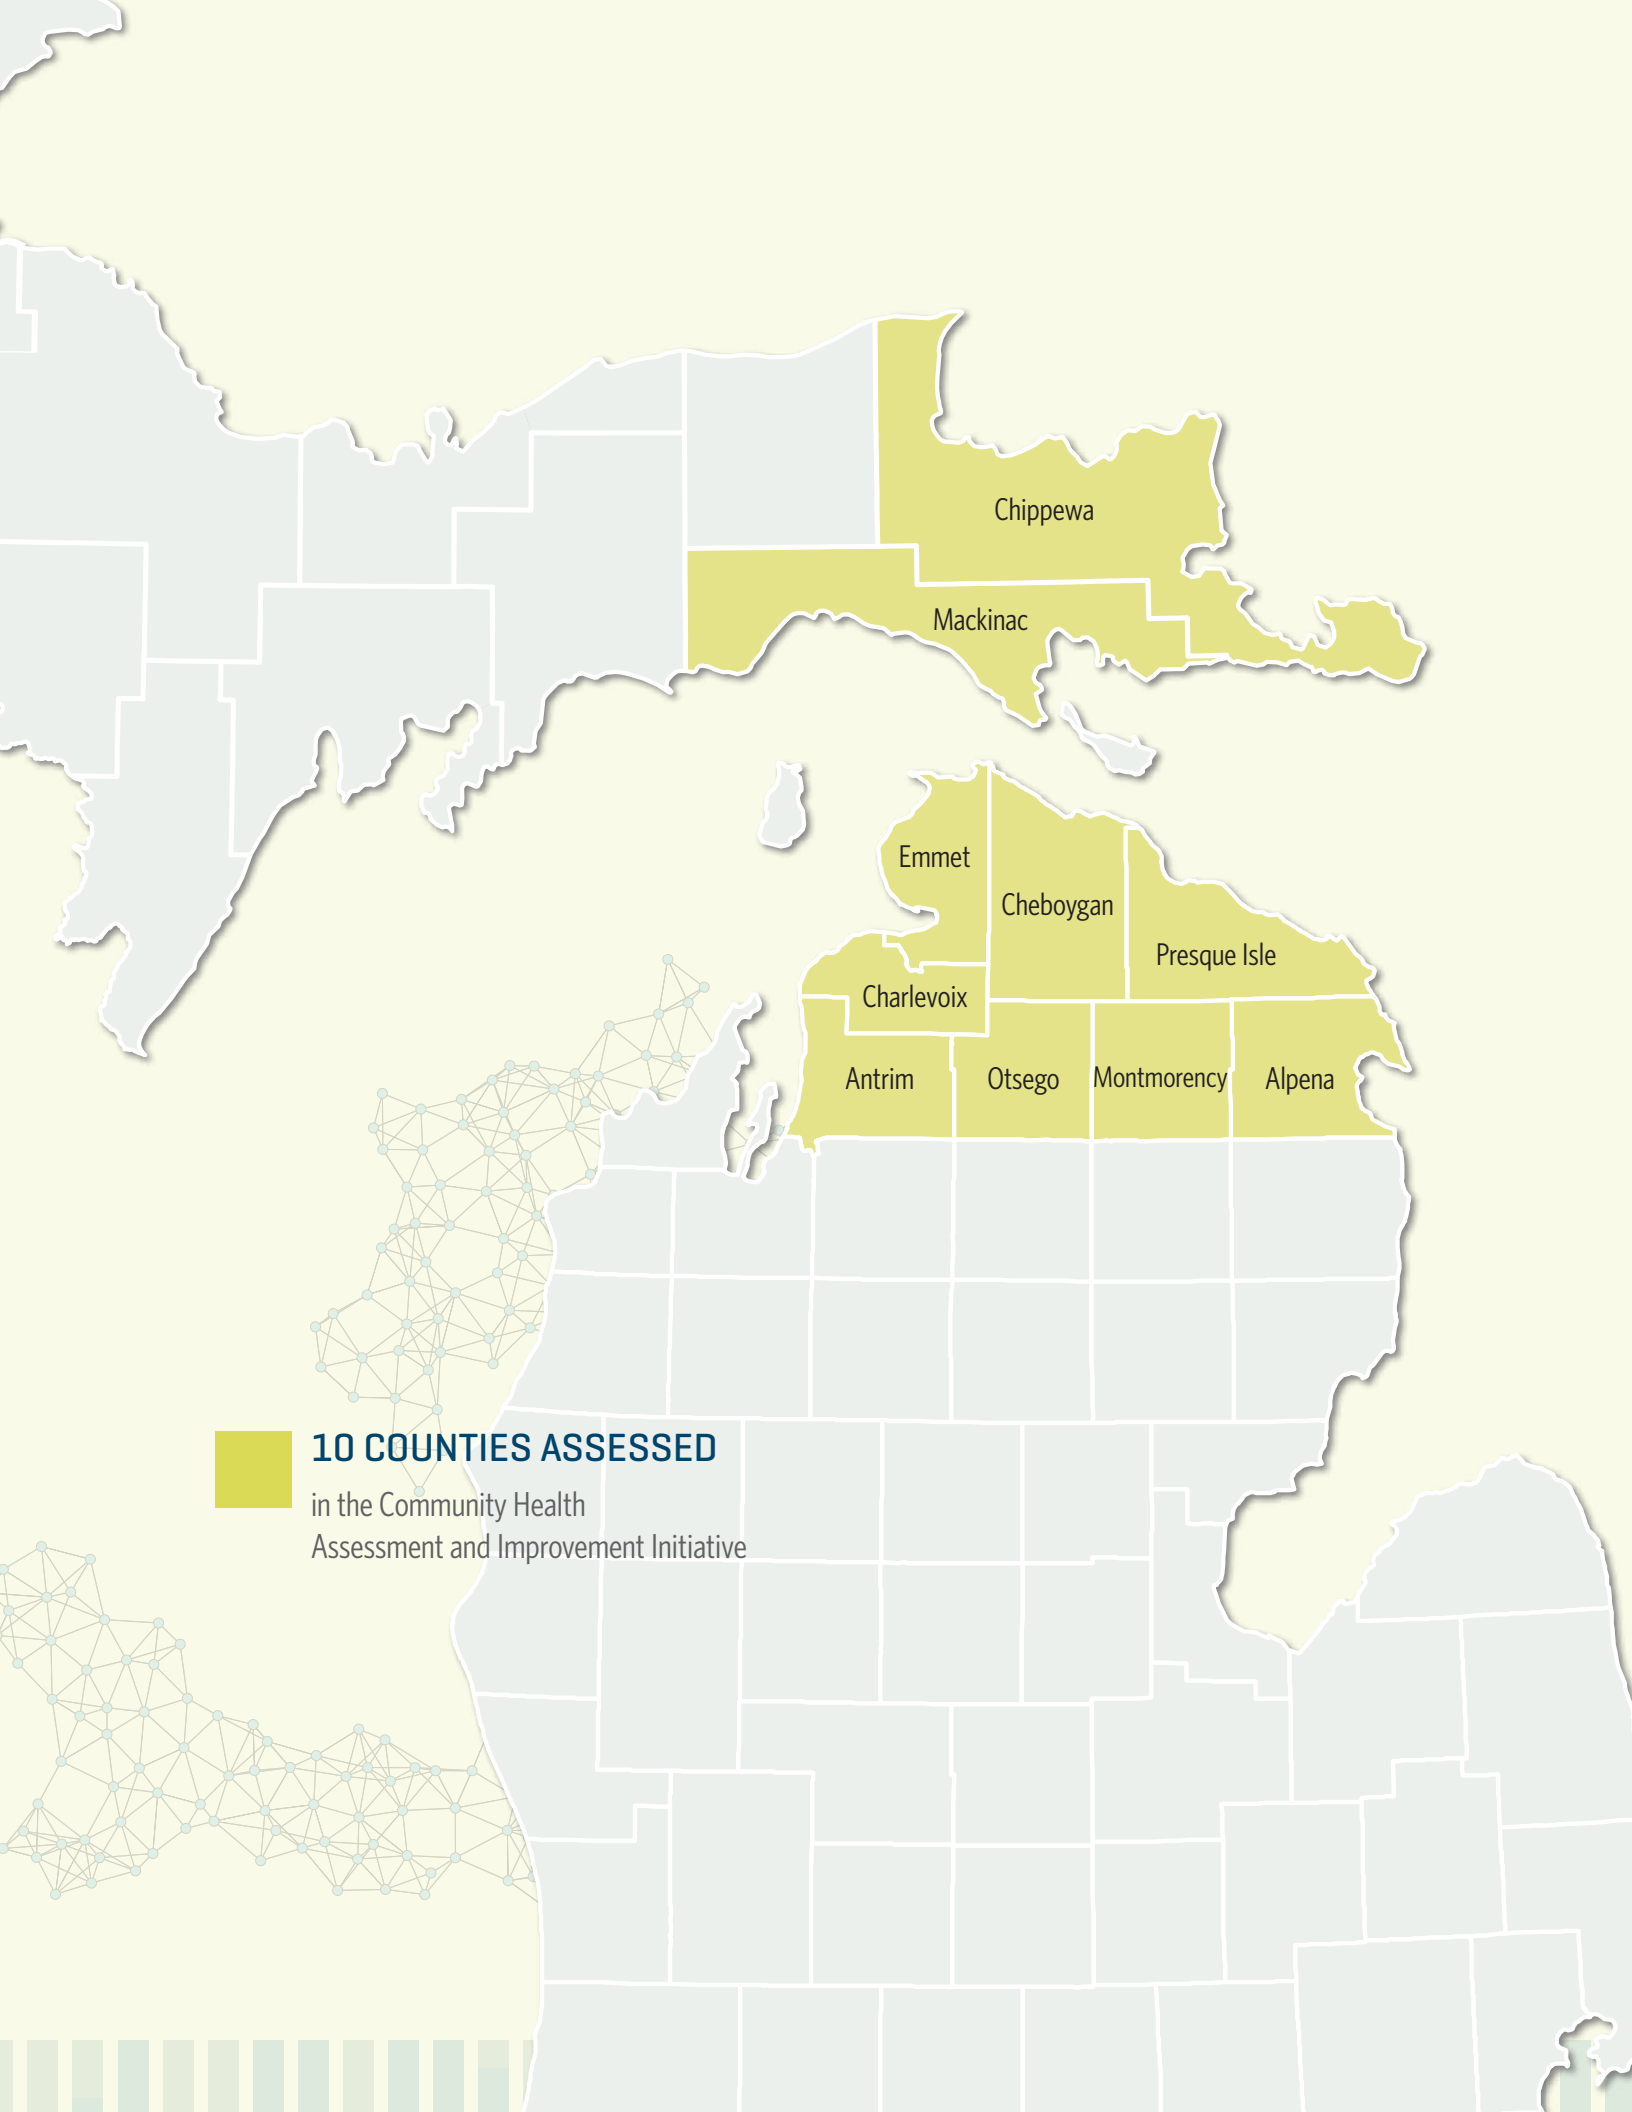 Chippewa
Mackinac
Emmet
Cheboygan
Presque Isle
Charlevoix
Antrim
Otsego
Montmorency
Alpena
10 COUNTIES ASSESSED
in the Community Health
Assessment and Improvement Initiative